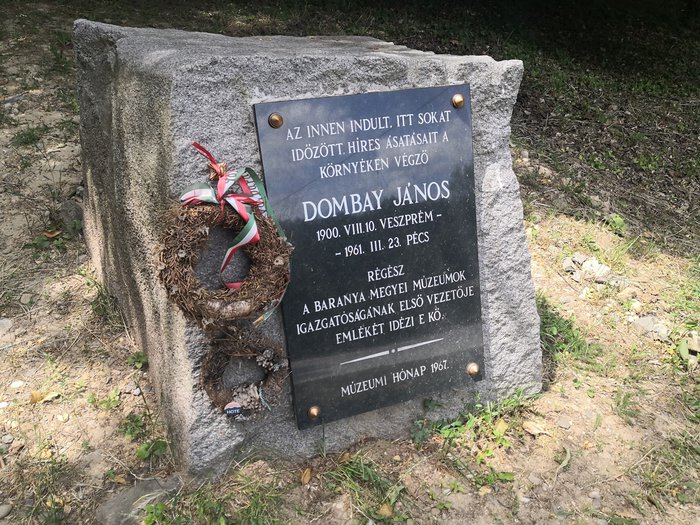 AZ INNEN INDULT, ITT SOKAT
IDŐZÖTT, HÍRES ÁSATÁSAIT A
KÖRNYÉKEN VÉGZŐ
DOMBAY JÁNOS
1900. VIII. 10. VESZPRÉM –
– 1961. III. 23. PÉCS
RÉGÉSZ
A BARANYA MEGYEI MÚZEUMOK
IGAZGATÓSÁGÁNAK ELSŐ VEZETŐJE
EMLÉKÉT IDÉZI E KŐ.
MÚZEUMI HÓNAP 1967.